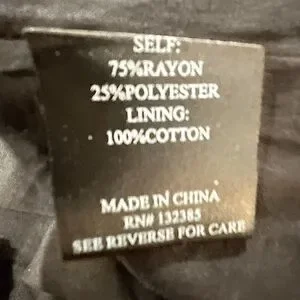 SELF:
75%RAYON
25%POLYESTER
LINING:
100%COTTON
MADE IN CHINA
RN# 132385
SEE REVERSE FOR CARE